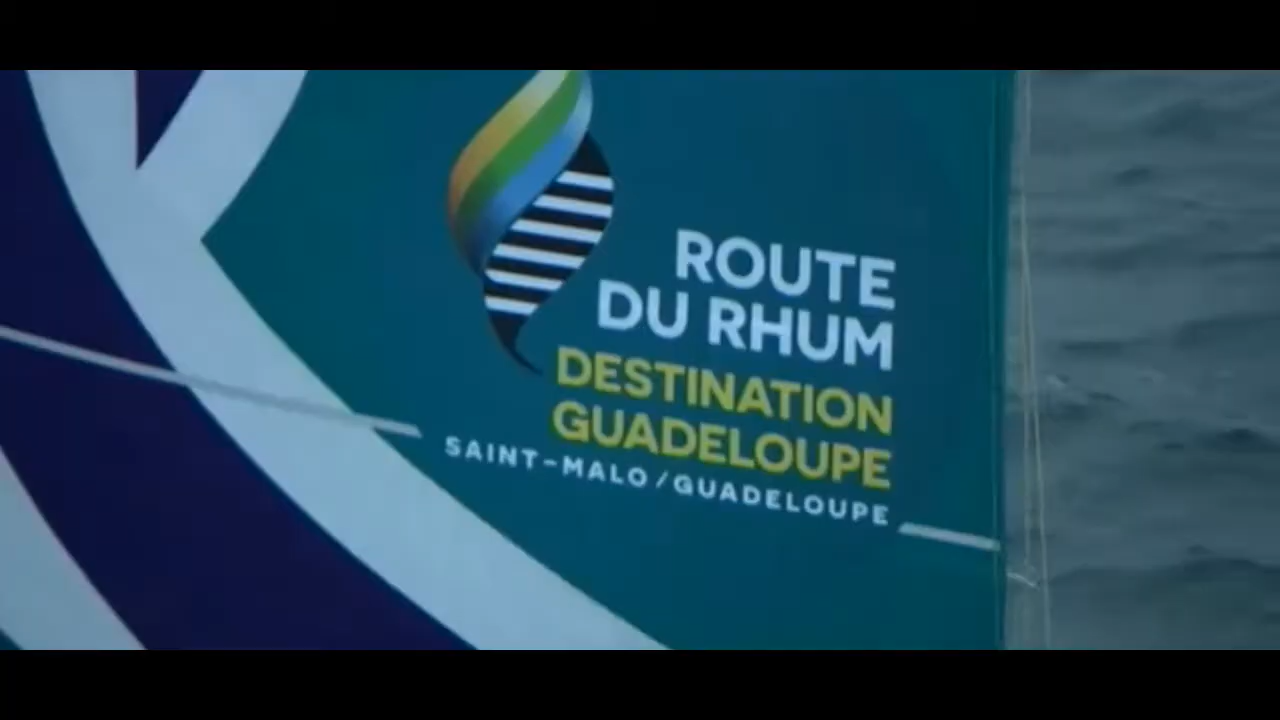 ROUTE
DU RHUM
DESTINATION
GUADELOUPE
SAINT-MALO/GUADELOUPE